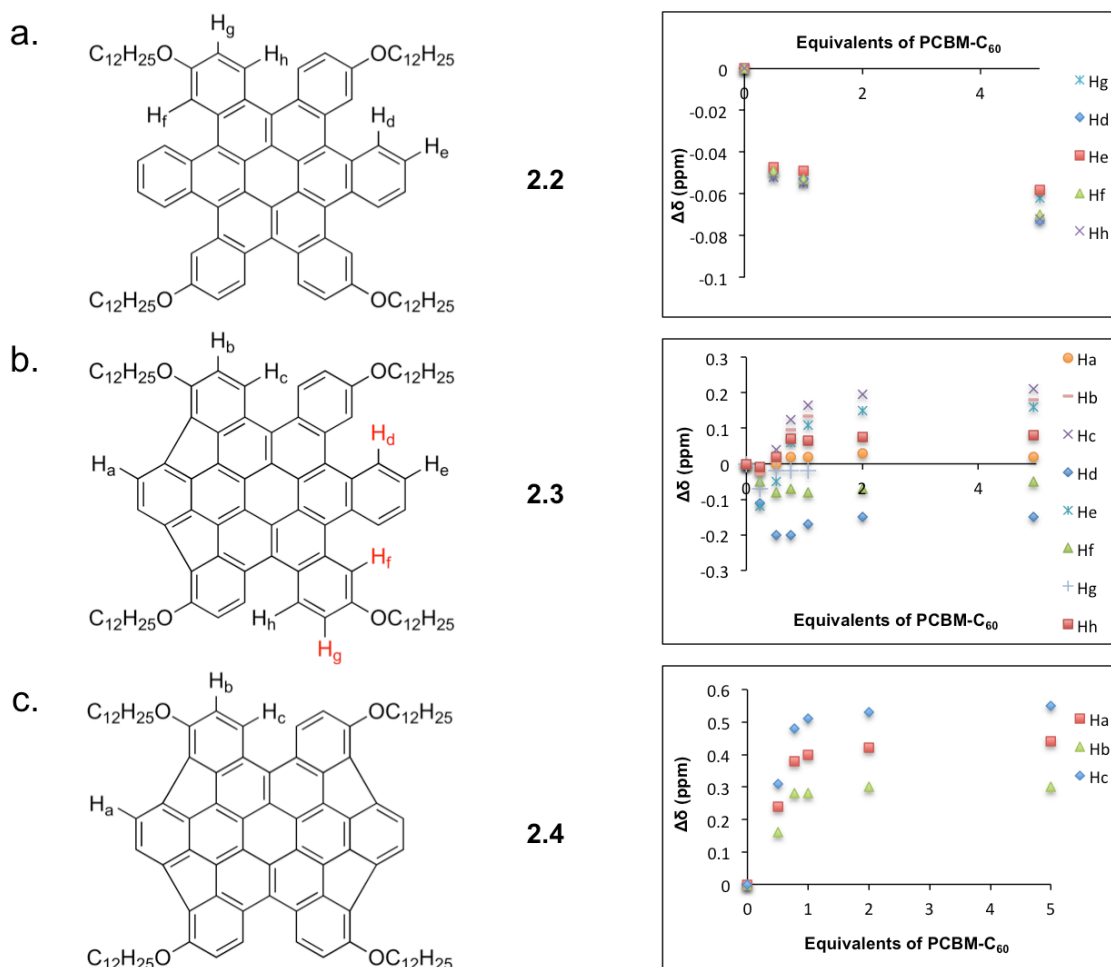 a.
Hg
C12H25O
Hh
OC12H25
Hf
Hd
He
C12H25O
OC12H25
2.2
Equivalents of PCBM-C60
0
0
2
4
-0.02
-0.04
-0.06
-0.08
-0.1
Δδ (ppm)
Hg
Hd
He
Hf
Hh
b.
Hb
C12H25O
Hc
OC12H25
Hd
Ha
He
Hf
C12H25O
Hh
OC12H25
Hg
2.3
0.3
0.2
0.1
0
-0.1
-0.2
-0.3
0
2
4
Δδ (ppm)
Equivalents of PCBM-C60
Ha
Hb
Hc
Hd
He
Hf
Hg
Hh
c.
Hb
C12H25O
Hc
OC12H25
Ha
C12H25O
OC12H25
2.4
0.6
0.5
0.4
0.3
0.2
0.1
0
0
1
2
3
4
5
Δδ (ppm)
Equivalents of PCBM-C60
Ha
Hb
Hc